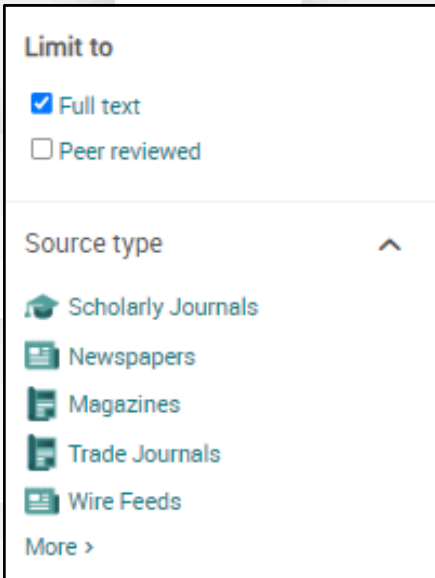 Limit to
Full text
Peer reviewed
Source type
Scholarly Journals
Newspapers
Magazines
Trade Journals
Wire Feeds
More >